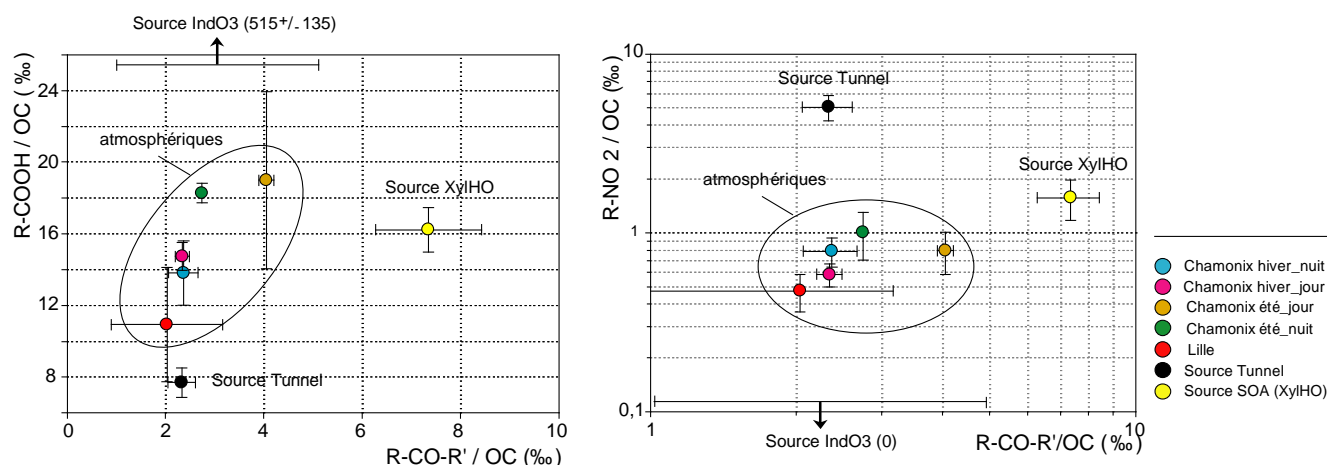 Source IndO3 (515+/- 135)
R-COOH / OC (‰)
24
20
16
12
8
atmosphériques
Source XylHO
Source Tunnel
0
2
4
6
8
10
R-CO-R' / OC (‰)
R-NO 2 / OC (‰)
10
1
0,1
Source Tunnel
Source XylHO
atmosphériques
1
10
Source IndO3 (0)
R-CO-R'/OC (‰)
Chamonix hiver_nuit
Chamonix hiver_jour
Chamonix été_jour
Chamonix été_nuit
Lille
Source Tunnel
Source SOA (XylHO)